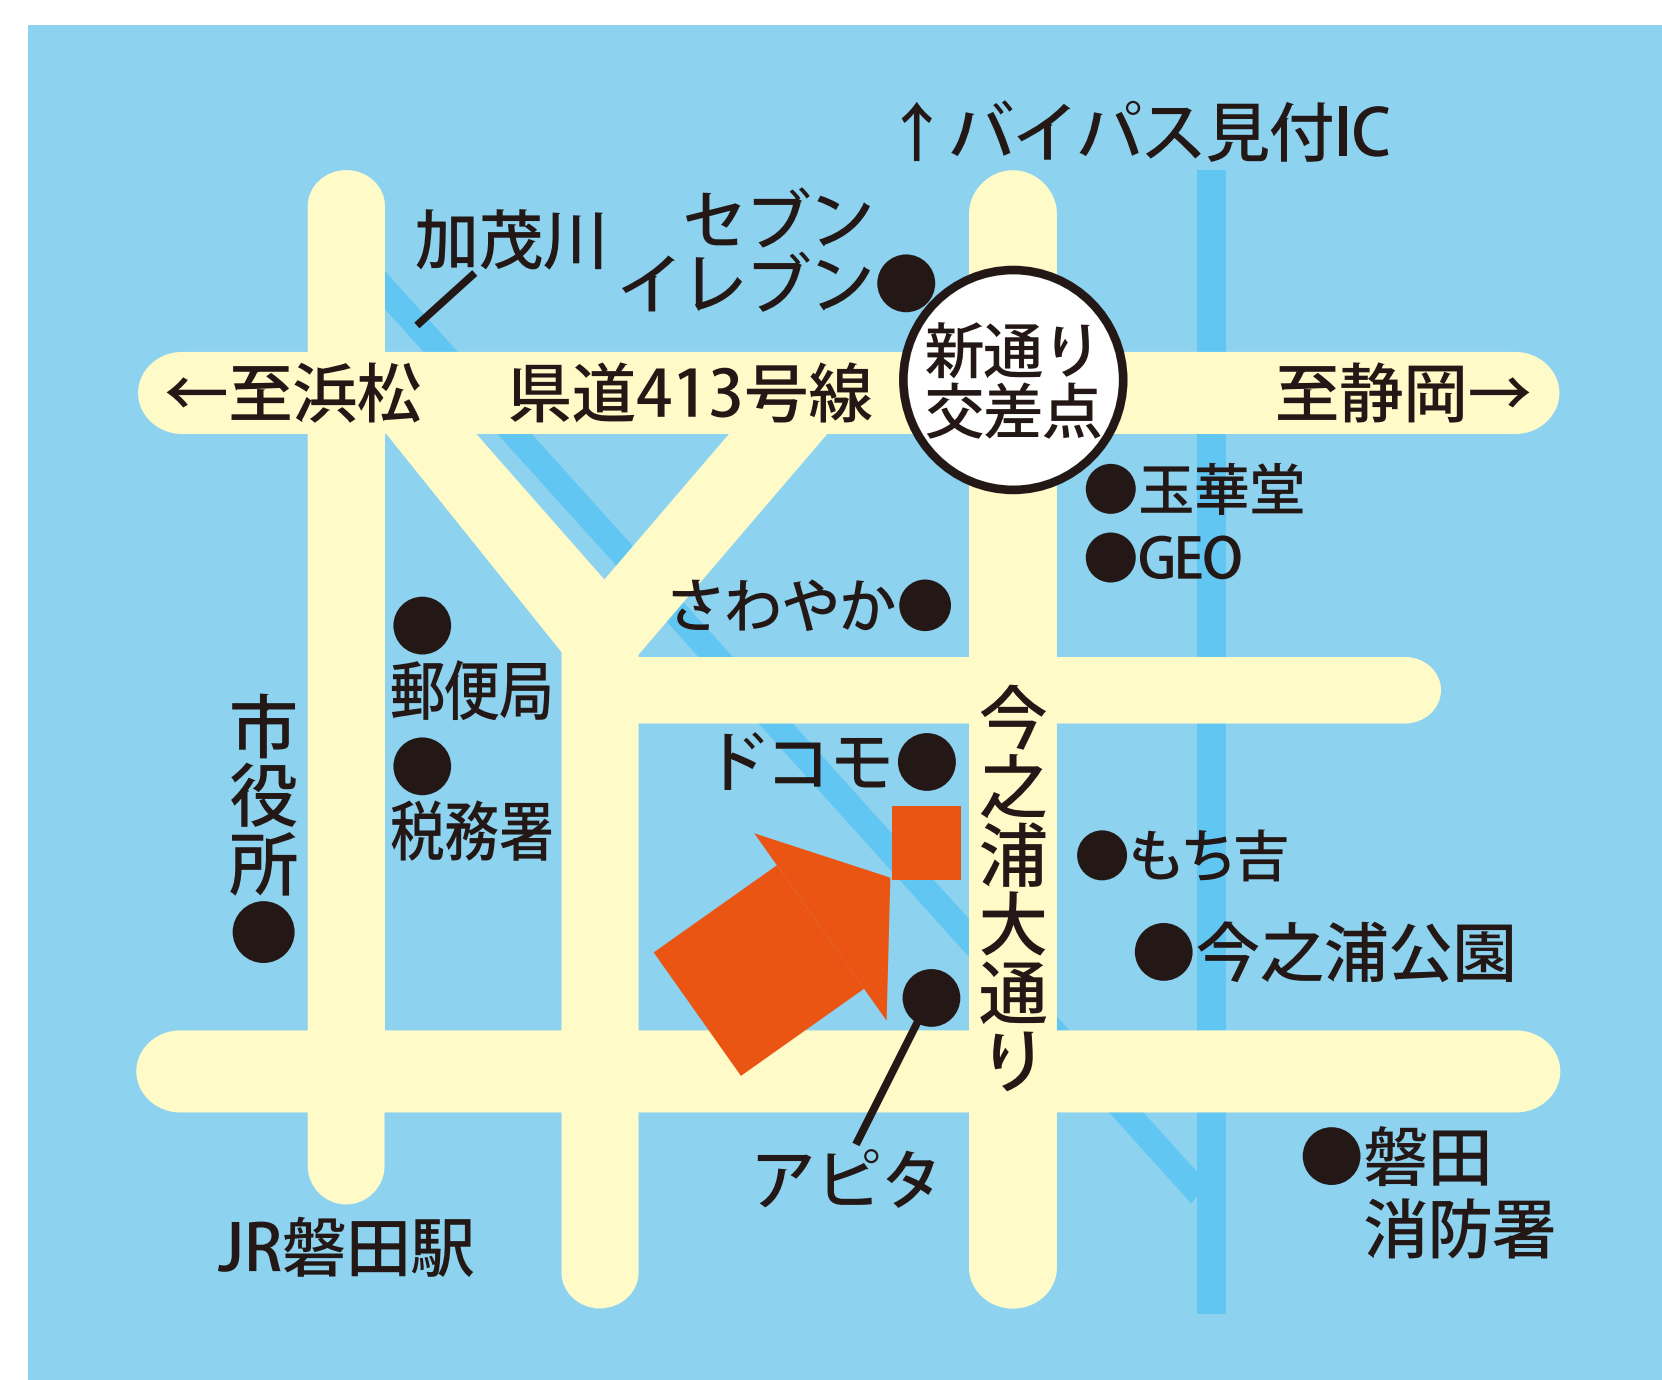 ↑バイパス見付IC
加茂川
セブン
イレブン
新通り
交差点
←至浜松
県道413号線
至静岡→
玉華堂
GEO
さわやか
郵便局
市役所
税務署
ドコモ
今之浦大通り
もち吉
今之浦公園
アピタ
磐田
消防署
JR磐田駅